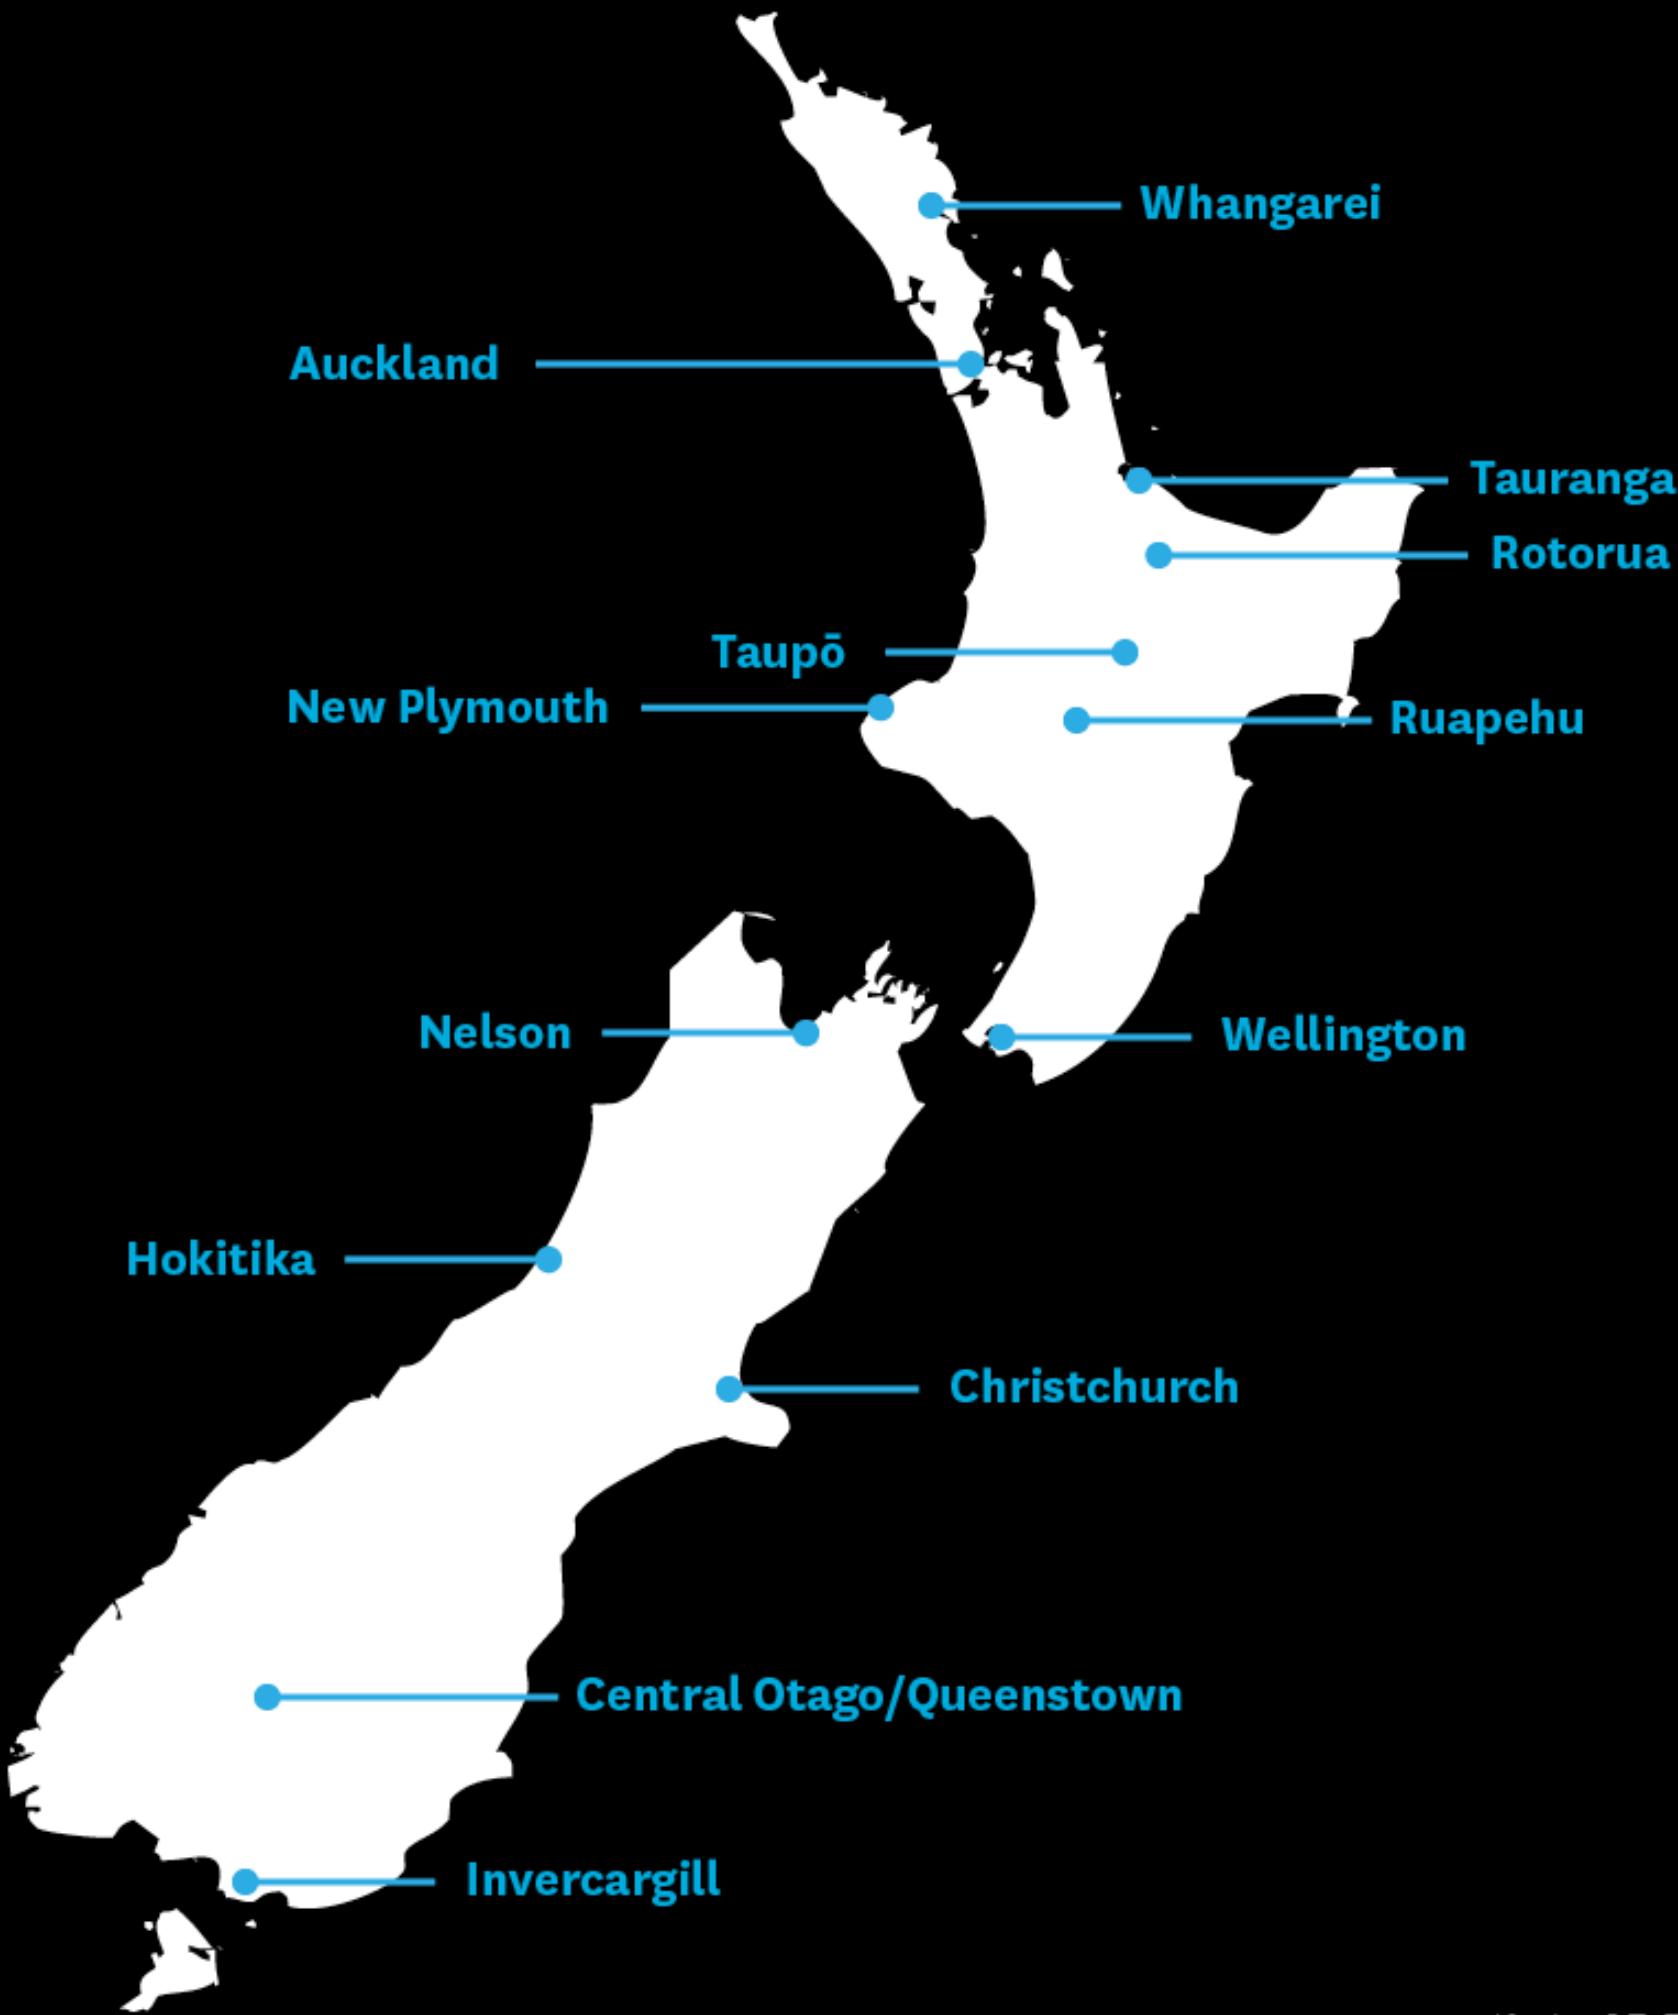 Whangarei
Auckland
Tauranga
Rotorua
Taupō
New Plymouth
Ruapehu
Nelson
Wellington
Hokitika
Christchurch
Central Otago/Queenstown
Invercargill